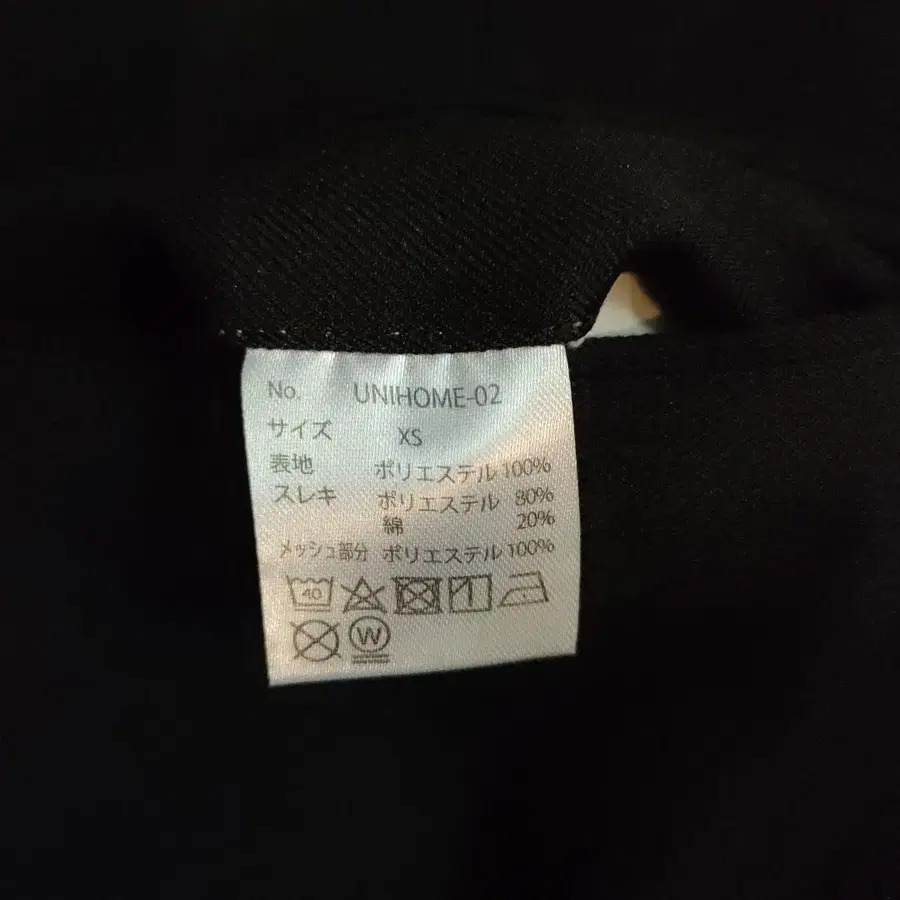 No. UNIHOME-02
サイズ XS
表地 ポリエステル 100%
スレキ ポリエステル 80%
綿 20%
メッシュ部分 ポリエステル 100%
40
W